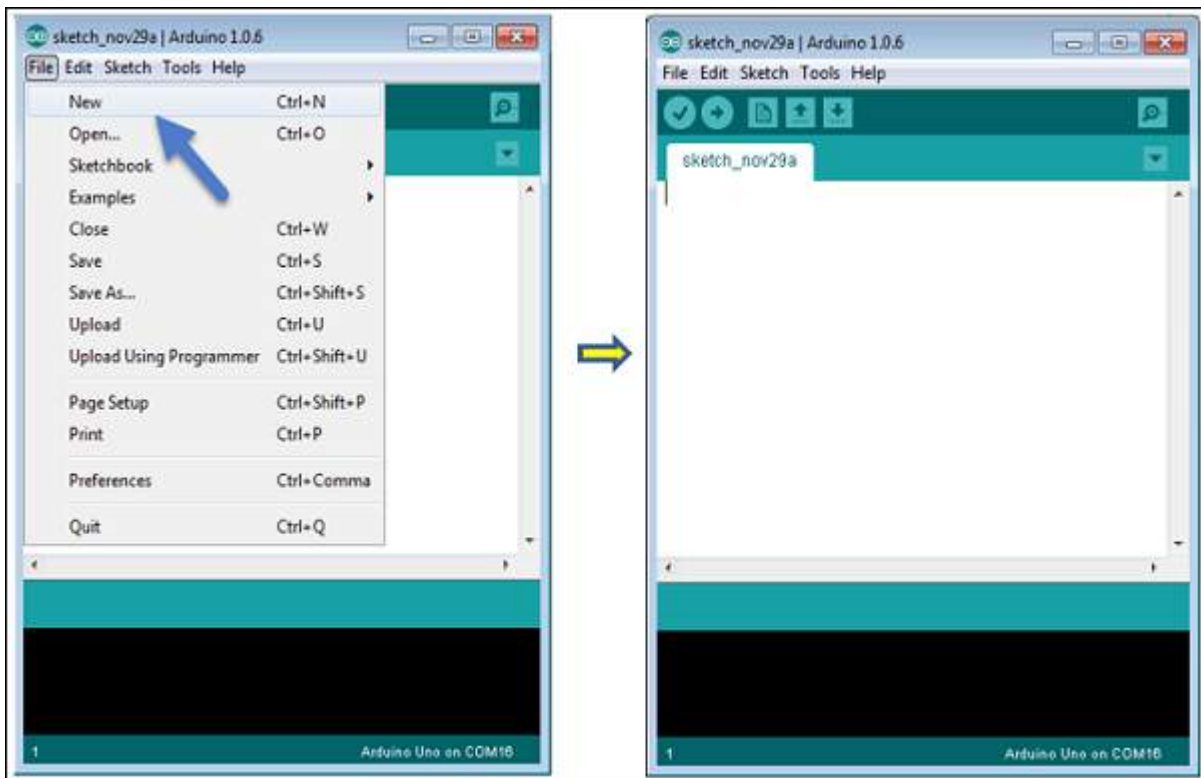 sketch_nov29a | Arduino 1.0.6
File Edit Sketch Tools Help
New Ctrl+N
Open... Ctrl+O
Sketchbook
Examples
Close Ctrl+W
Save Ctrl+S
Save As... Ctrl+Shift+S
Upload Ctrl+U
Upload Using Programmer Ctrl+Shift+U
Page Setup Ctrl+Shift+P
Print Ctrl+P
Preferences Ctrl+Comma
Quit Ctrl+Q
1 Arduino Uno on COM16
sketch_nov29a | Arduino 1.0.6
File Edit Sketch Tools Help
sketch_nov29a
1 Arduino Uno on COM16